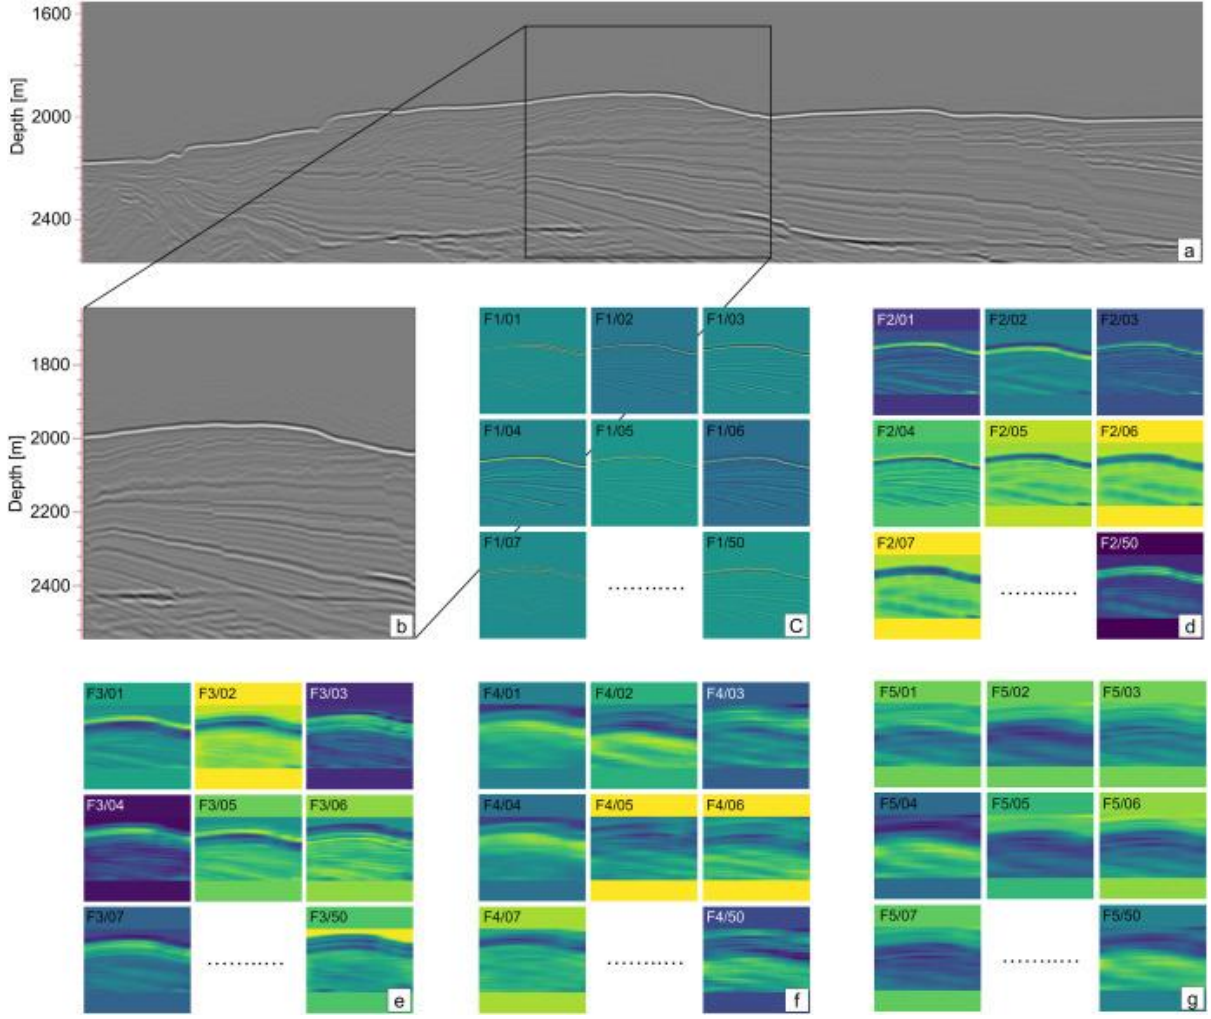 1600
Depth [m]
2000
2400
a
1800
2000
Depth [m]
2200
2400
b
F1/01 F1/02 F1/03
F1/04 F1/05 F1/06
F1/07 ........... F1/50
C
F2/01 F2/02 F2/03
F2/04 F2/05 F2/06
F2/07 ........... F2/50
d
F3/01 F3/02 F3/03
F3/04 F3/05 F3/06
F3/07 ........... F3/50
e
F4/01 F4/02 F4/03
F4/04 F4/05 F4/06
F4/07 ........... F4/50
f
F5/01 F5/02 F5/03
F5/04 F5/05 F5/06
F5/07 ........... F5/50
g